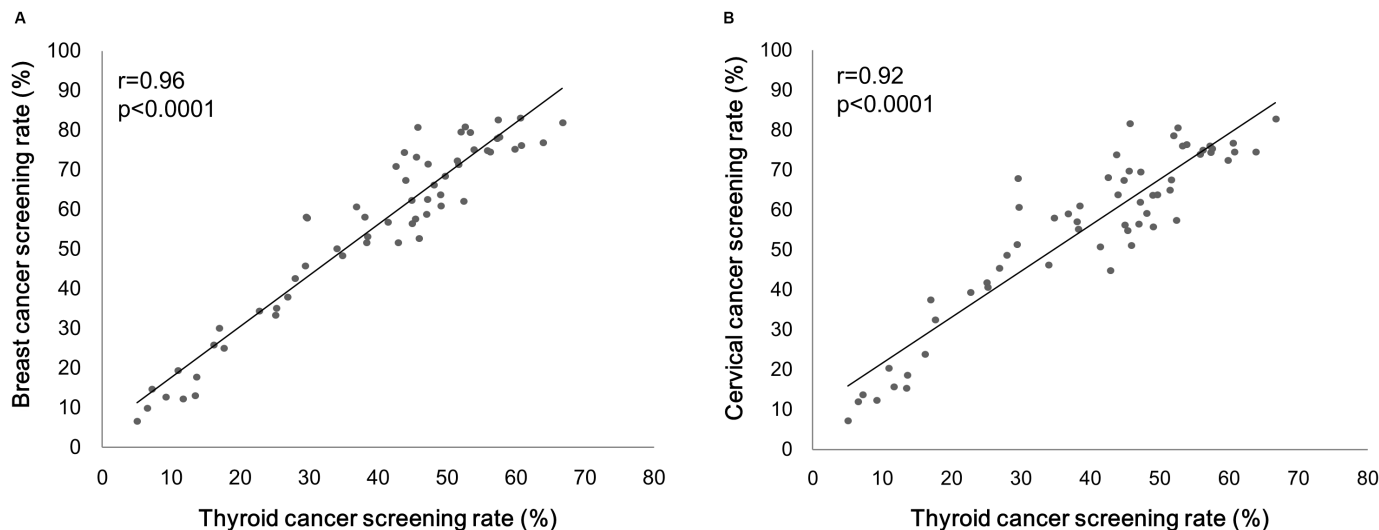 A
Breast cancer screening rate (%)
100
90
80
70
60
50
40
30
20
10
0
r=0.96
p<0.0001
0 10 20 30 40 50 60 70 80
Thyroid cancer screening rate (%)
B
Cervical cancer screening rate (%)
100
90
80
70
60
50
40
30
20
10
0
r=0.92
p<0.0001
0 10 20 30 40 50 60 70 80
Thyroid cancer screening rate (%)